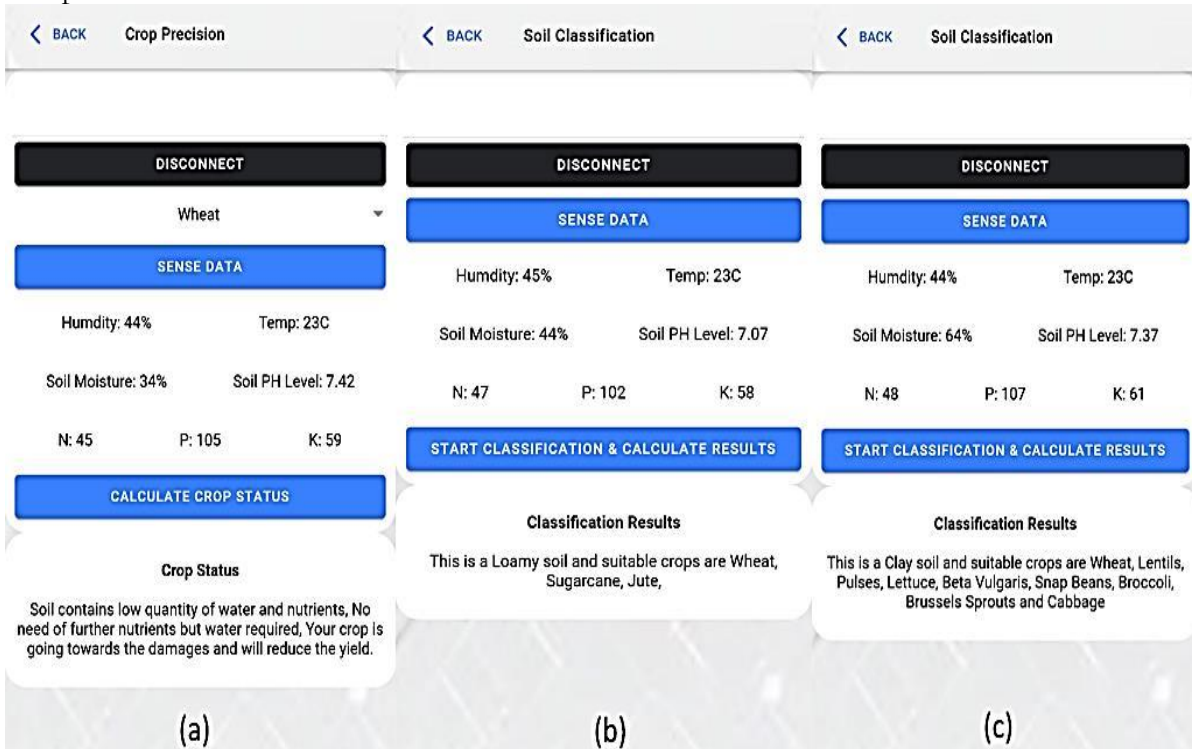 BACK Crop Precision
DISCONNECT
Wheat
SENSE DATA
Humdity: 44% Temp: 23C
Soil Moisture: 34% Soil PH Level: 7.42
N: 45 P: 105 K: 59
CALCULATE CROP STATUS
Crop Status
Soil contains low quantity of water and nutrients, No
need of further nutrients but water required, Your crop is
going towards the damages and will reduce the yield.
(a)
BACK Soil Classification
DISCONNECT
SENSE DATA
Humdity: 45% Temp: 23C
Soil Moisture: 44% Soil PH Level: 7.07
N: 47 P: 102 K: 58
START CLASSIFICATION & CALCULATE RESULTS
Classification Results
This is a Loamy soil and suitable crops are Wheat,
Sugarcane, Jute,
(b)
BACK Soil Classification
DISCONNECT
SENSE DATA
Humdity: 44% Temp: 23C
Soil Moisture: 64% Soil PH Level: 7.37
N: 48 P: 107 K: 61
START CLASSIFICATION & CALCULATE RESULTS
Classification Results
This is a Clay soil and suitable crops are Wheat, Lentils,
Pulses, Lettuce, Beta Vulgaris, Snap Beans, Broccoli,
Brussels Sprouts and Cabbage
(c)